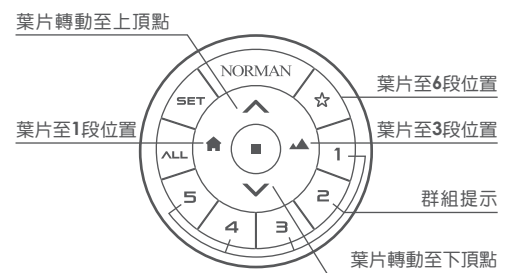 葉片轉動至上頂點
NORMAN
葉片至6段位置
SET
葉片至1段位置
葉片至3段位置
ALL
1
5
2
群組提示
4
3
葉片轉動至下頂點